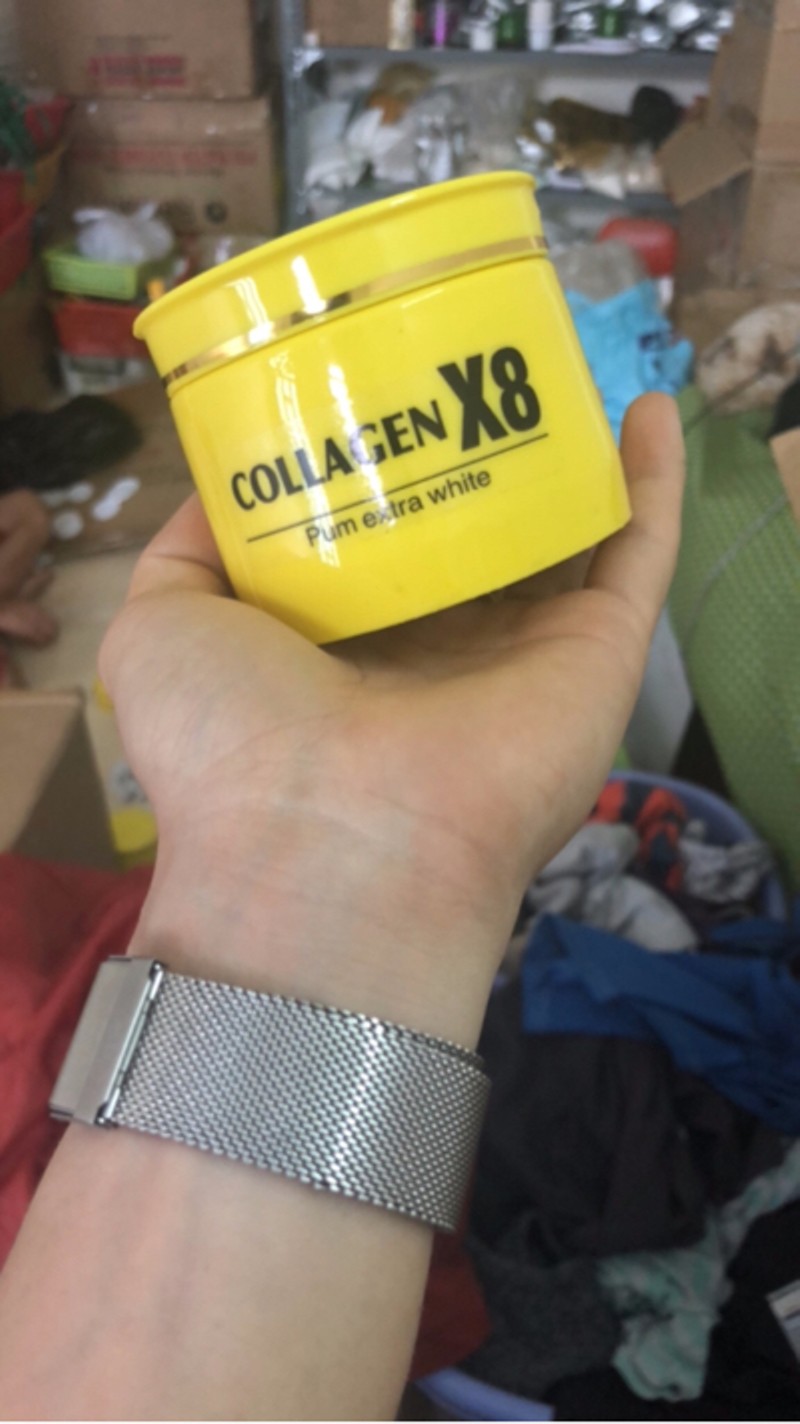 COLLAGEN X8
Pum extra white